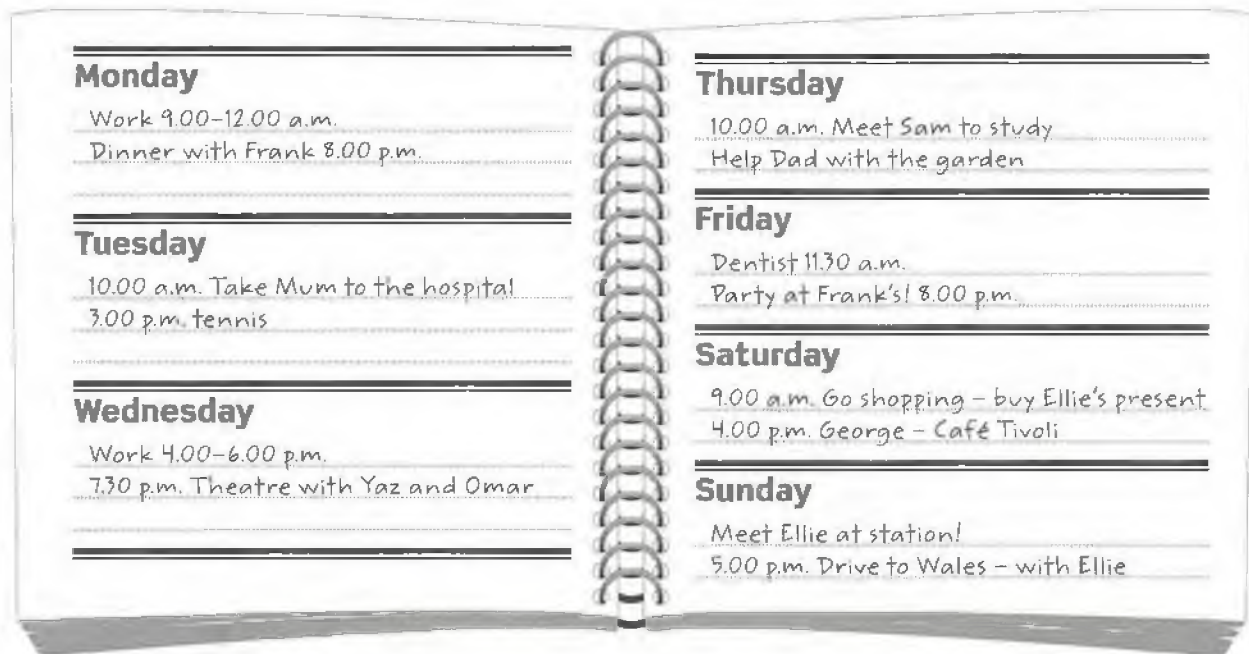 Monday
Work 9.00–12.00 a.m.
Dinner with Frank 8.00 p.m.
Tuesday
10.00 a.m. Take Mum to the hospital
3.00 p.m. tennis
Wednesday
Work 4.00–6.00 p.m.
7.30 p.m. Theatre with Yaz and Omar
Thursday
10.00 a.m. Meet Sam to study
Help Dad with the garden
Friday
Dentist 11.30 a.m.
Party at Frank's! 8.00 p.m.
Saturday
9.00 a.m. Go shopping – buy Ellie's present
4.00 p.m. George – Café Tivoli
Sunday
Meet Ellie at station!
5.00 p.m. Drive to Wales – with Ellie